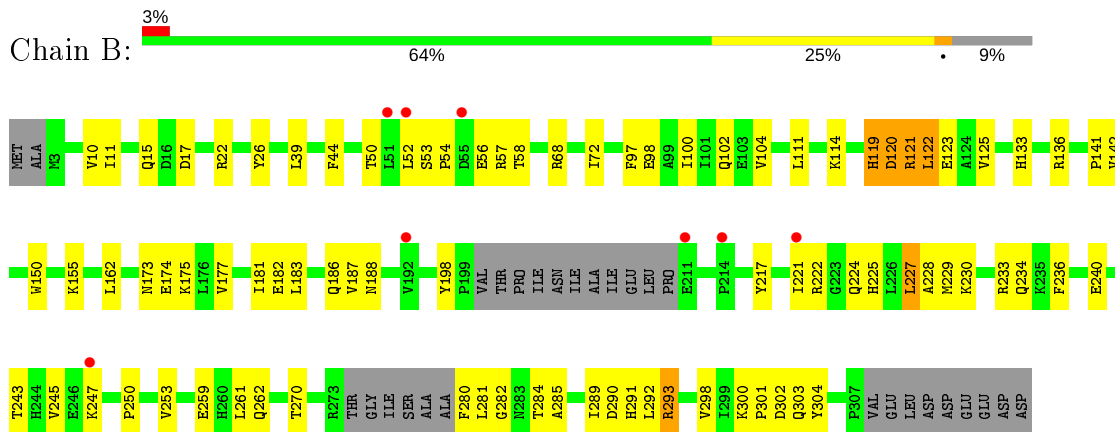 3%
Chain B:
64% 25% • 9%
MET ALA M3 V10 I11 Q15 D16 D17 R22 Y26 L39 F44 T50 L51 L52 S53 P54 D55 E56 R57 T58 R68 I72 F97 E98 A99 I100 I101 Q102 E103 V104 L111 K114 H119 D120 R121 L122 E123 A124 V125 H133 R136 P141 V142
W150 K155 L162 N173 E174 K175 L176 V177 I181 E182 L183 Q186 V187 N188 V192 Y198 P199 VAL THR PRO ILE ASN ILE ALA ILE GLU LEU PRO E211 P214 Y217 I221 R222 G223 Q224 H225 L226 L227 A228 M229 K230 R233 Q234 K235 F236 E240
T243 H244 V245 E246 K247 P250 V253 E259 H260 L261 Q262 T270 R273 THR GLY ILE SER ALA ALA F280 L281 G282 N283 T284 A285 I289 D290 H291 L292 R293 V298 I299 K300 P301 D302 Q303 Y304 P307 VAL GLU LEU ASP ASP GLU GLU ASP ASP